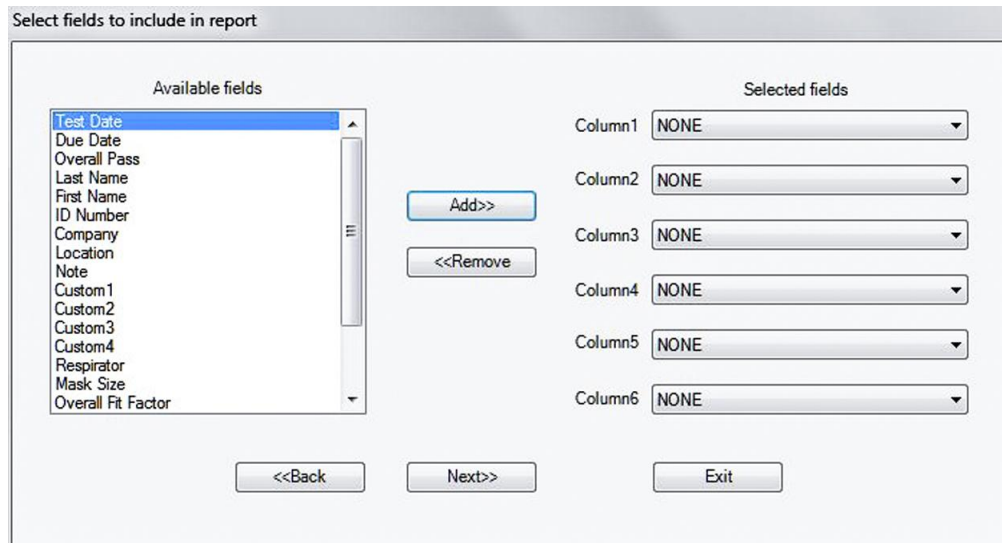 Select fields to include in report
Available fields
Test Date
Due Date
Overall Pass
Last Name
First Name
ID Number
Company
Location
Note
Custom1
Custom2
Custom3
Custom4
Respirator
Mask Size
Overall Fit Factor
Add>>
<<Remove
Selected fields
Column1 NONE
Column2 NONE
Column3 NONE
Column4 NONE
Column5 NONE
Column6 NONE
<<Back
Next>>
Exit